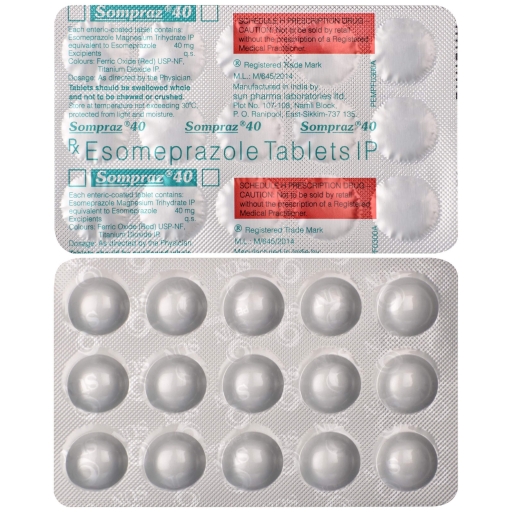 Sompraz® 40
Each enteric-coated tablet contains:
Esomeprazole Magnesium Trihydrate IP
equivalent to Esomeprazole 40 mg
Excipients q.s.
Colours: Ferric Oxide (Red) USP-NF,
Titanium Dioxide IP
Dosage: As directed by the Physician.
Tablets should be swallowed whole
and not to be chewed or crushed.
Store at temperature not exceeding 30°C,
protected from light and moisture.
SCHEDULE H PRESCRIPTION DRUG
CAUTION: Not to be sold by retail
without the prescription of a Registered
Medical Practitioner.
® Registered Trade Mark
M.L.: M/645/2014
Manufactured in India by
sun pharma laboratories ltd.
Plot No. 107-108, Namli Block,
P. O. Ranipool, East-Sikkim-737 135.
Sompraz® 40 Sompraz® 40 Sompraz® 40
Rx Esomeprazole Tablets IP
Sompraz® 40
Each enteric-coated tablet contains:
Esomeprazole Magnesium Trihydrate IP
equivalent to Esomeprazole 40 mg
Excipients q.s.
Colours: Ferric Oxide (Red) USP-NF,
Titanium Dioxide IP
Dosage: As directed by the Physician
SCHEDULE H PRESCRIPTION DRUG
CAUTION: Not to be sold by retail
without the prescription of a Registered
Medical Practitioner.
® Registered Trade Mark
M.L.: M/645/2014
Manufactured in India by
SUN